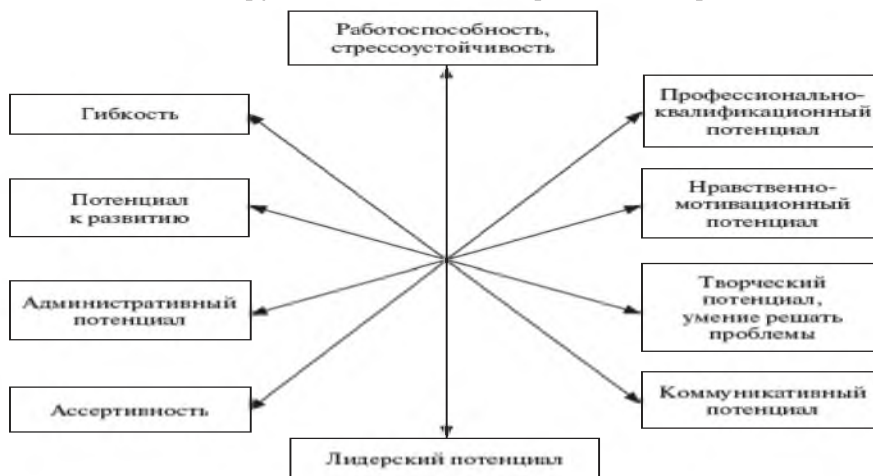 Работоспособность,
стрессоустойчивость
Гибкость
Профессионально-
квалификационный
потенциал
Потенциал
к развитию
Нравственно-
мотивационный
потенциал
Административный
потенциал
Творческий
потенциал,
умение решать
проблемы
Ассертивность
Коммуникативный
потенциал
Лидерский потенциал